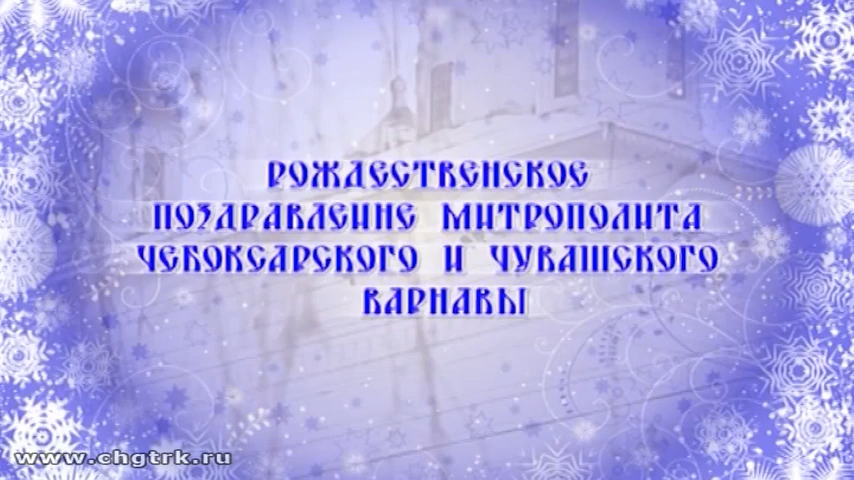 РОЖДЕСТВЕНСКОЕ
ПОЗДРАВЛЕНИЕ МИТРОПОЛИТА
ЧЕБОКСАРСКОГО И ЧУВАШСКОГО
ВАРНАВЫ
www.chgtrk.ru